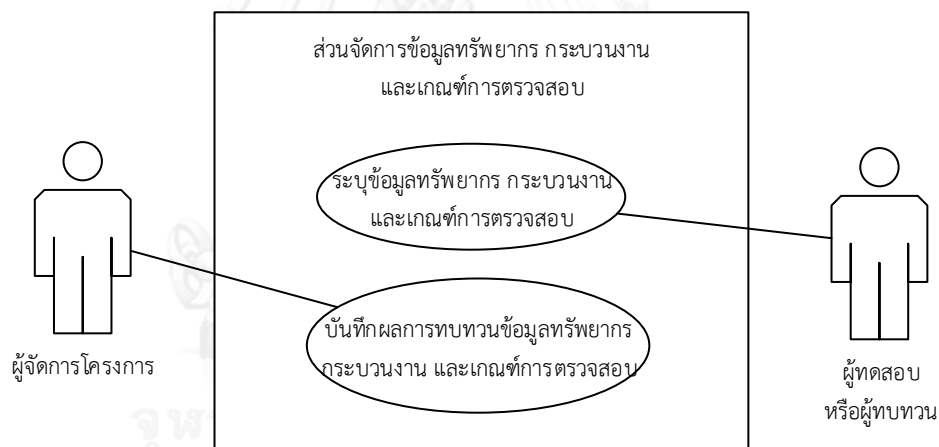 ส่วนจัดการข้อมูลทรัพยากร กระบวนงาน
และเกณฑ์การตรวจสอบ
ระบุข้อมูลทรัพยากร กระบวนงาน
และเกณฑ์การตรวจสอบ
บันทึกผลการทบทวนข้อมูลทรัพยากร
กระบวนงาน และเกณฑ์การตรวจสอบ
ผู้จัดการโครงการ
ผู้ทดสอบ
หรือผู้ทบทวน